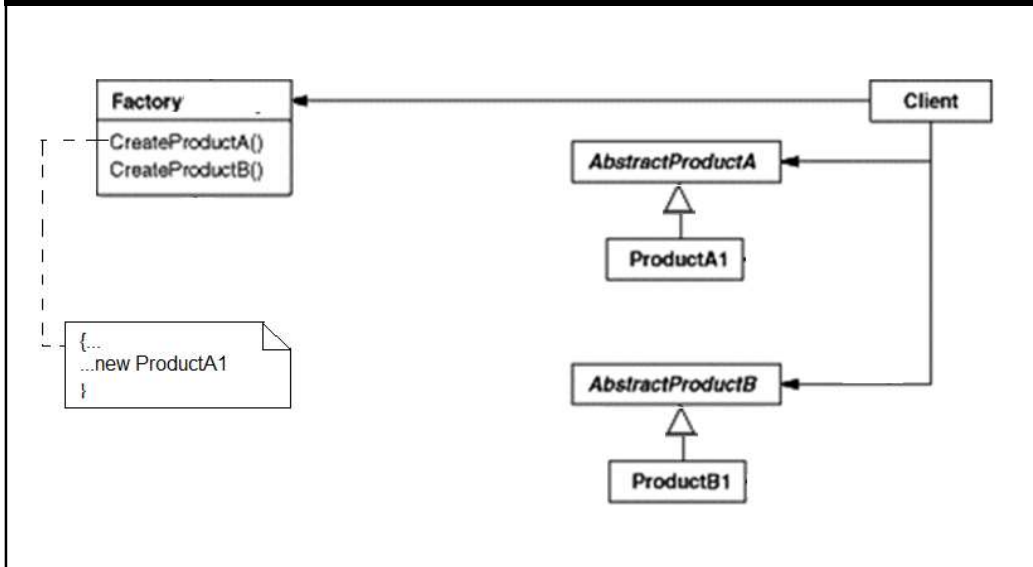 Factory
CreateProductA()
CreateProductB()
Client
AbstractProductA
ProductA1
{...
...new ProductA1
}
AbstractProductB
ProductB1